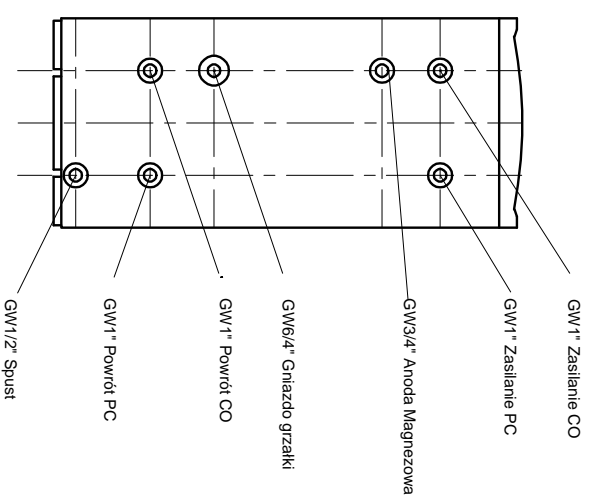 GW1" Zasilanie CO
GW1" Zasilanie PC
GW3/4" Anoda Magnezowa
GW6/4" Gniazdo grzałki
GW1" Powrót CO
GW1" Powrót PC
GW1/2" Spust